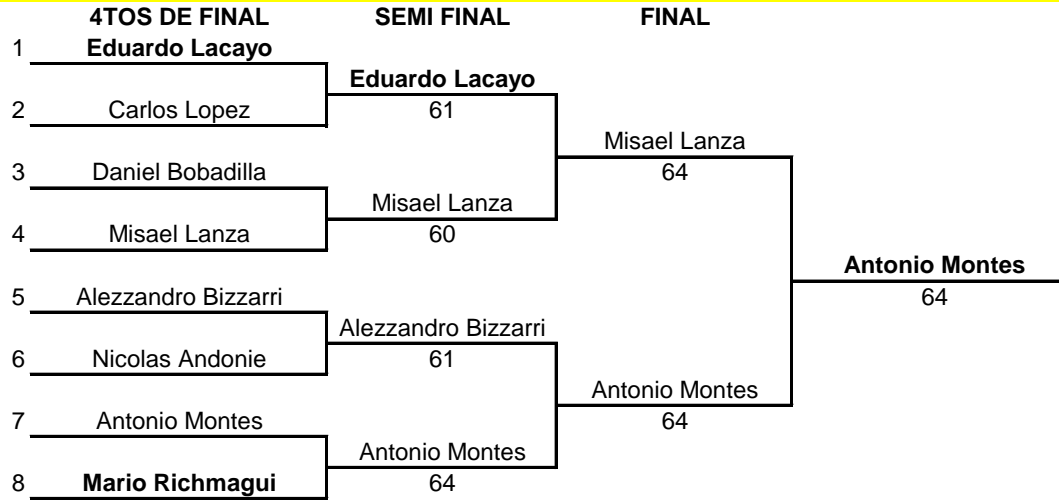 4TOS DE FINAL SEMI FINAL FINAL
1 Eduardo Lacayo
Eduardo Lacayo
2 Carlos Lopez 61
Misael Lanza
3 Daniel Bobadilla 64
Misael Lanza
4 Misael Lanza 60
Antonio Montes
5 Alezzandro Bizzarri 64
Alezzandro Bizzarri
6 Nicolas Andonie 61
Antonio Montes
7 Antonio Montes 64
Antonio Montes
8 Mario Richmagui 64